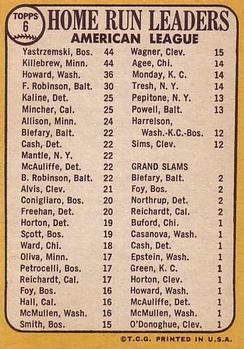 TOPPS
6
HOME RUN LEADERS
AMERICAN LEAGUE
Yastrzemski, Bos. 44
Killebrew, Minn. 44
Howard, Wash. 36
F. Robinson, Balt. 30
Kaline, Det. 25
Mincher, Cal. 25
Allison, Minn. 24
Blefary, Balt. 22
Cash, Det. 22
Mantle, N.Y. 22
McAuliffe, Det. 22
B. Robinson, Balt. 22
Alvis, Clev. 21
Conigliaro, Bos. 20
Freehan, Det. 20
Horton, Det. 19
Scott, Bos. 19
Ward, Chi. 18
Oliva, Minn. 17
Petrocelli, Bos. 17
Reichardt, Cal. 17
Foy, Bos. 16
Hall, Cal. 16
McMullen, Wash. 16
Smith, Bos. 15
Wagner, Clev. 15
Agee, Chi. 14
Monday, K.C. 14
Tresh, N.Y. 14
Pepitone, N.Y. 13
Powell, Balt. 13
Harrelson,
Wash.-K.C.-Bos. 12
Sims, Clev. 12
GRAND SLAMS
Blefary, Balt. 2
Foy, Bos. 2
Northrup, Det. 2
Reichardt, Cal. 2
Buford, Chi. 1
Casanova, Wash. 1
Cash, Det. 1
Epstein, Wash. 1
Green, K.C. 1
Horton, Clev. 1
Howard, Wash. 1
McAuliffe, Det. 1
McMullen, Wash. 1
O'Donoghue, Clev. 1
©T.C.G. PRINTED IN U.S.A.